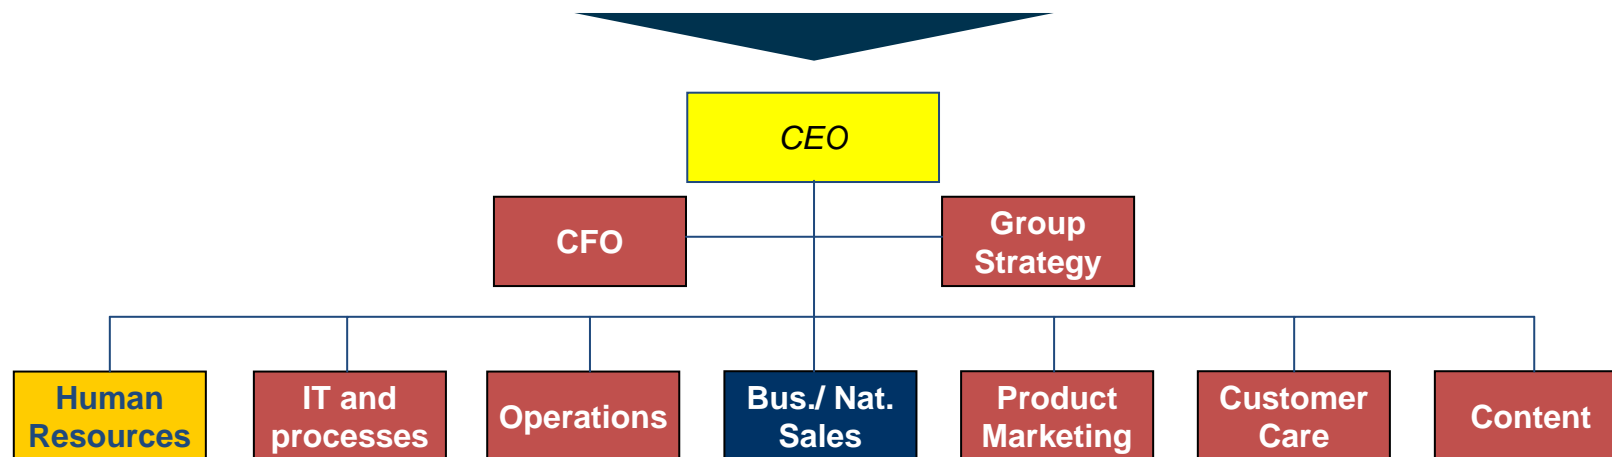 CEO
CFO
Group
Strategy
Human
Resources
IT and
processes
Operations
Bus./ Nat.
Sales
Product
Marketing
Customer
Care
Content